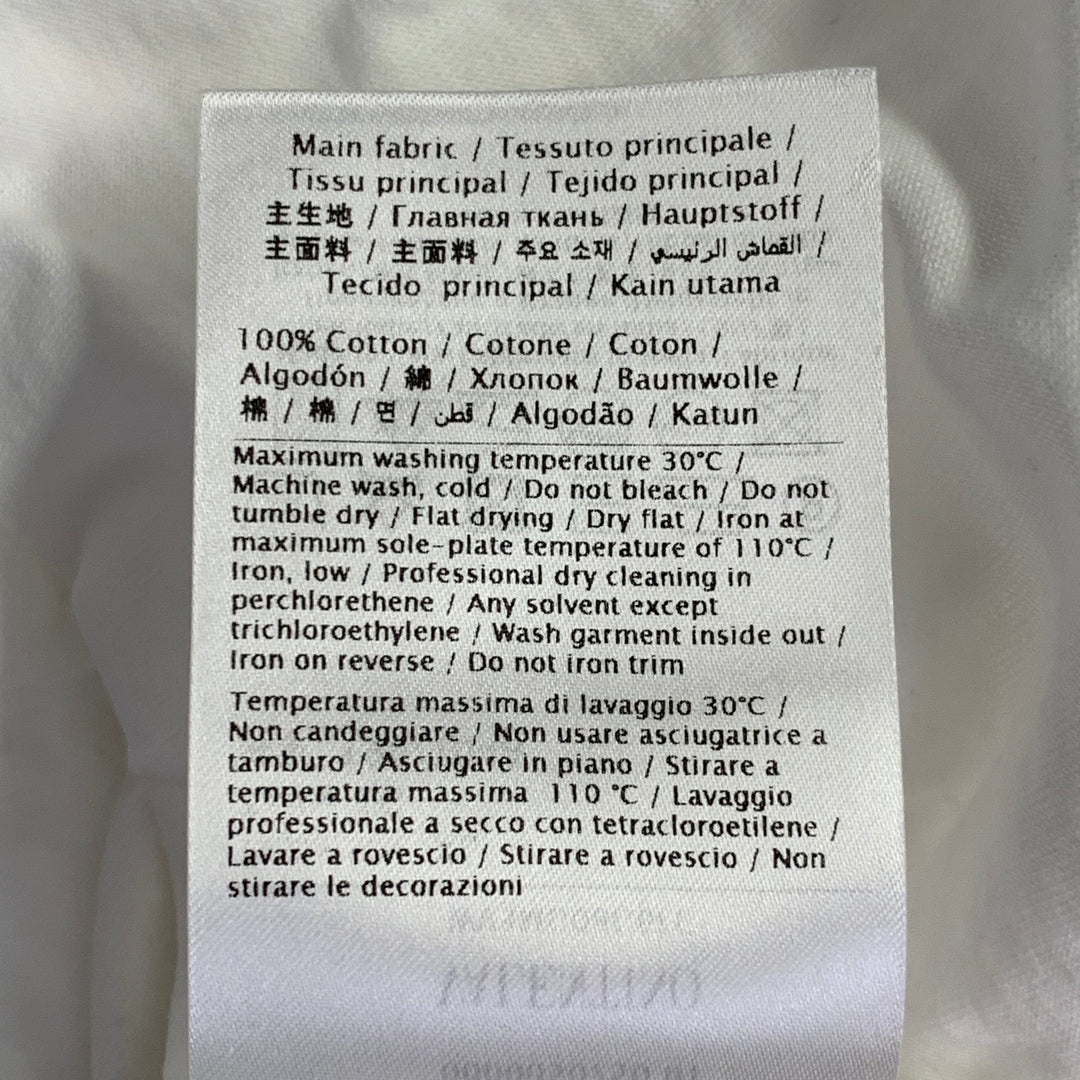 Main fabric / Tessuto principale /
Tissu principal / Tejido principal /
主生地 / Главная ткань / Hauptstoff /
主面料 / 主面料 / 주요 소재 / القماش الرئيسي /
Tecido principal / Kain utama
100% Cotton / Cotone / Coton /
Algodón / 綿 / Хлопок / Baumwolle /
棉 / 棉 / 면 / قطن / Algodão / Katun
Maximum washing temperature 30°C /
Machine wash, cold / Do not bleach / Do not
tumble dry / Flat drying / Dry flat / Iron at
maximum sole-plate temperature of 110°C /
Iron, low / Professional dry cleaning in
perchlorethene / Any solvent except
trichloroethylene / Wash garment inside out /
Iron on reverse / Do not iron trim
Temperatura massima di lavaggio 30°C /
Non candeggiare / Non usare asciugatrice a
tamburo / Asciugare in piano / Stirare a
temperatura massima 110 °C / Lavaggio
professionale a secco con tetracloroetilene /
Lavare a rovescio / Stirare a rovescio / Non
stirare le decorazioni
VALENTINO